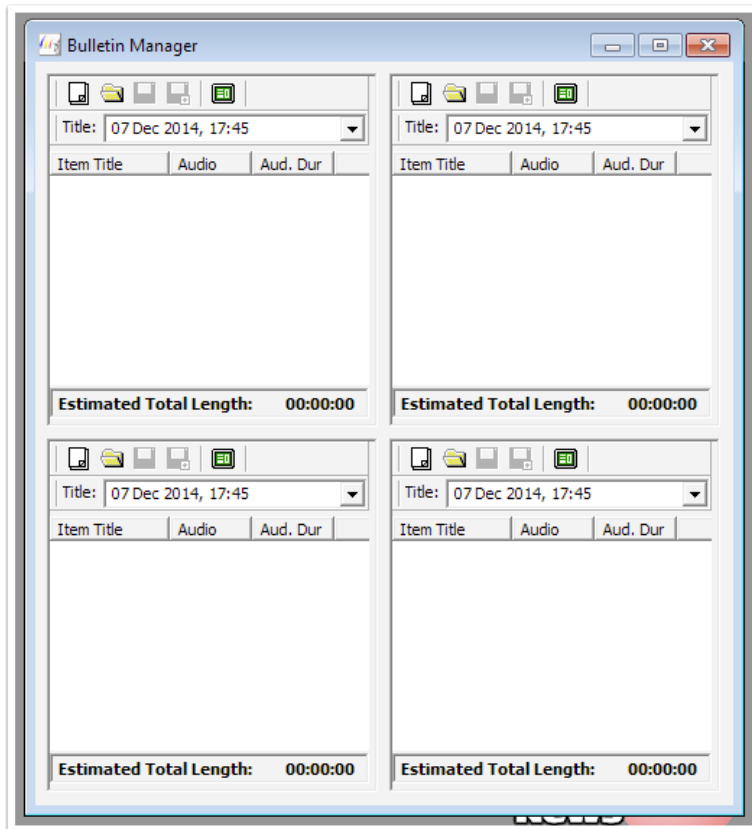 Bulletin Manager
Title: 07 Dec 2014, 17:45
Item Title Audio Aud. Dur
Estimated Total Length: 00:00:00
Title: 07 Dec 2014, 17:45
Item Title Audio Aud. Dur
Estimated Total Length: 00:00:00
Title: 07 Dec 2014, 17:45
Item Title Audio Aud. Dur
Estimated Total Length: 00:00:00
Title: 07 Dec 2014, 17:45
Item Title Audio Aud. Dur
Estimated Total Length: 00:00:00